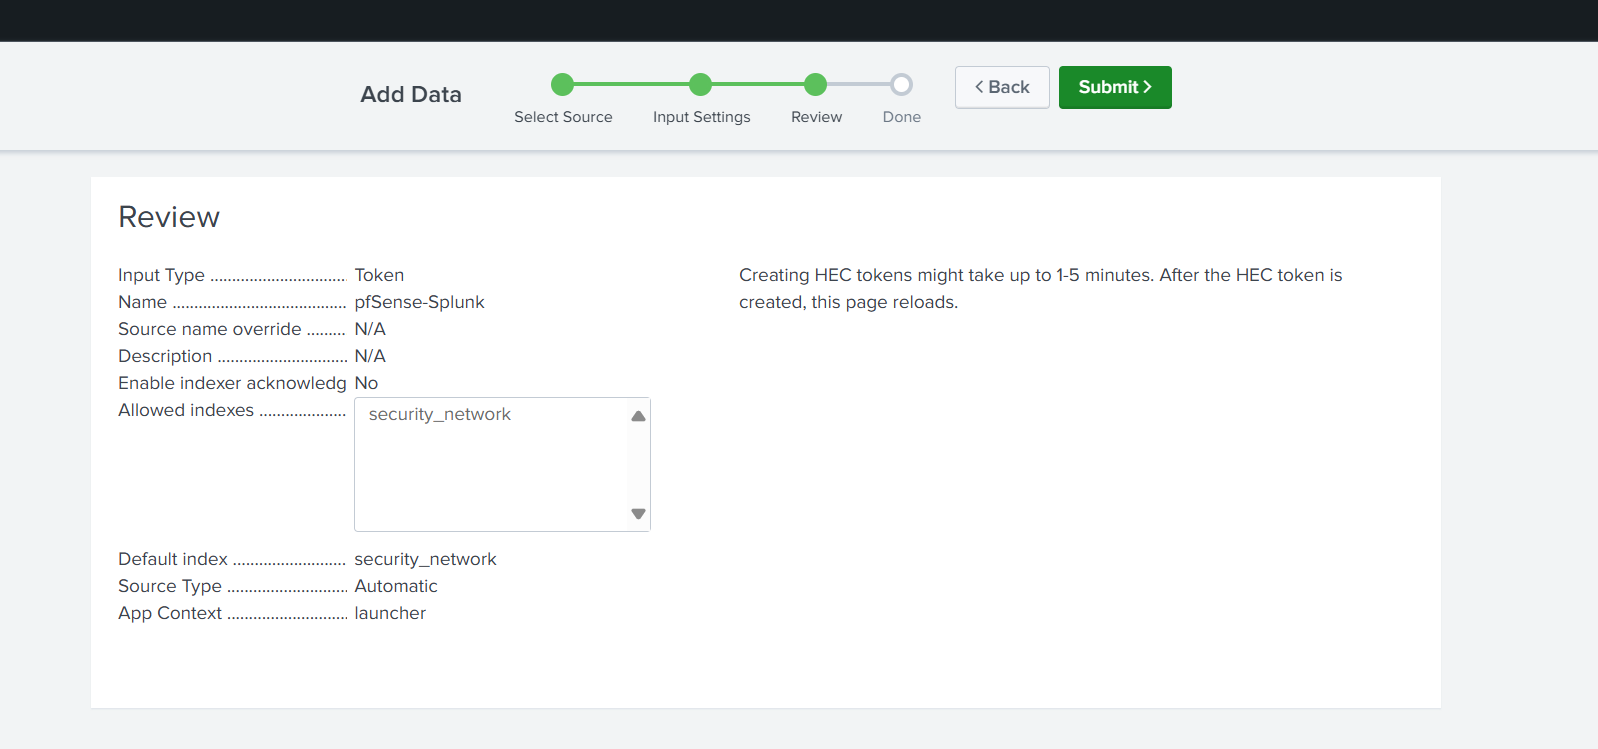 Add Data
Select Source
Input Settings
Review
Done
< Back
Submit >
Review
Input Type ................................ Token
Name ........................................ pfSense-Splunk
Source name override ......... N/A
Description .............................. N/A
Enable indexer acknowledg No
Allowed indexes .................... security_network
Default index .......................... security_network
Source Type ............................ Automatic
App Context ............................ launcher
Creating HEC tokens might take up to 1-5 minutes. After the HEC token is
created, this page reloads.